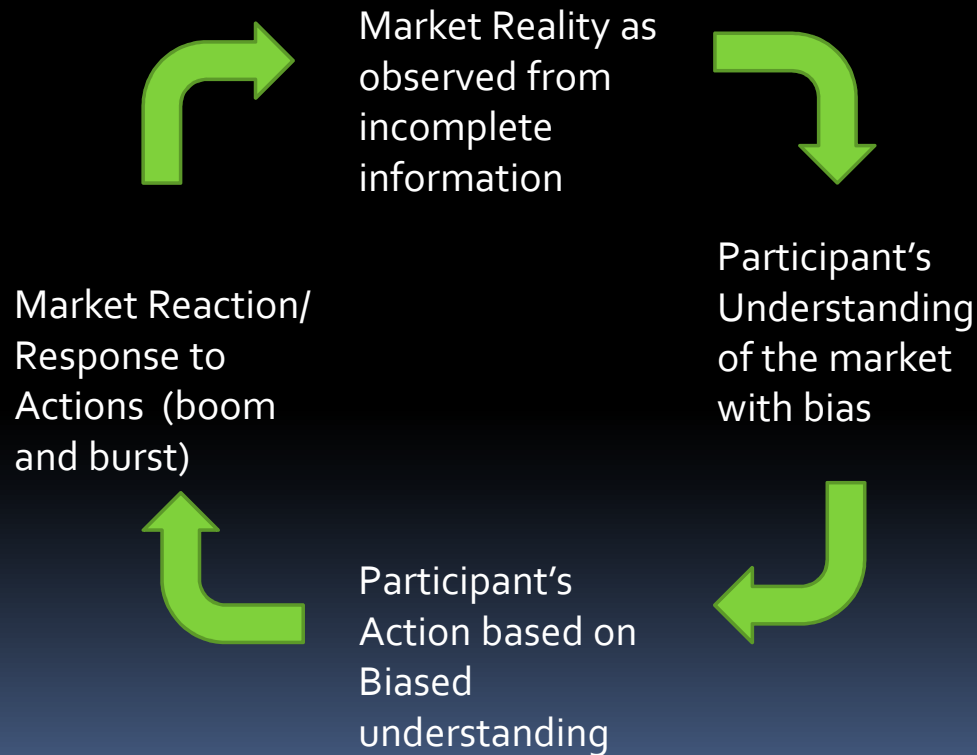 Market Reality as
observed from
incomplete
information
Participant’s
Understanding
of the market
with bias
Participant’s
Action based on
Biased
understanding
Market Reaction/
Response to
Actions (boom
and burst)